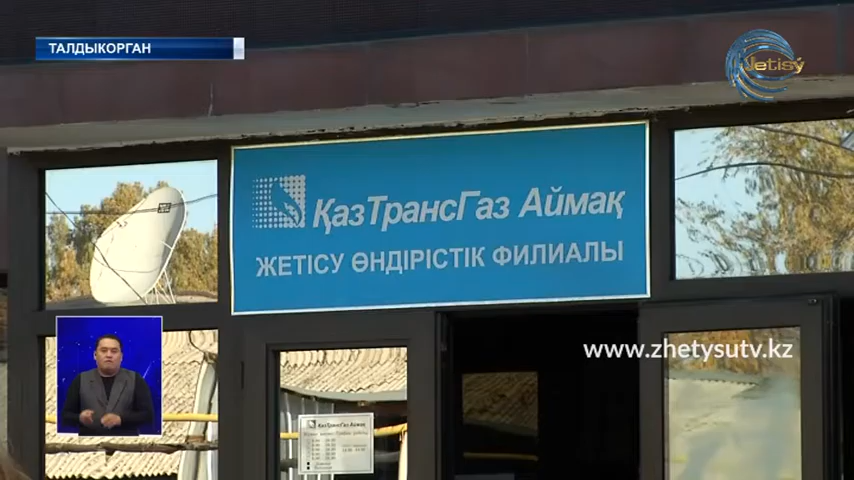 ТАЛДЫКОРГАН
Jetisý
ҚазТрансГаз Аймақ
ЖЕТІСУ ӨНДІРІСТІК ФИЛИАЛЫ
www.zhetysutv.kz
ҚазТрансГаз Аймақ